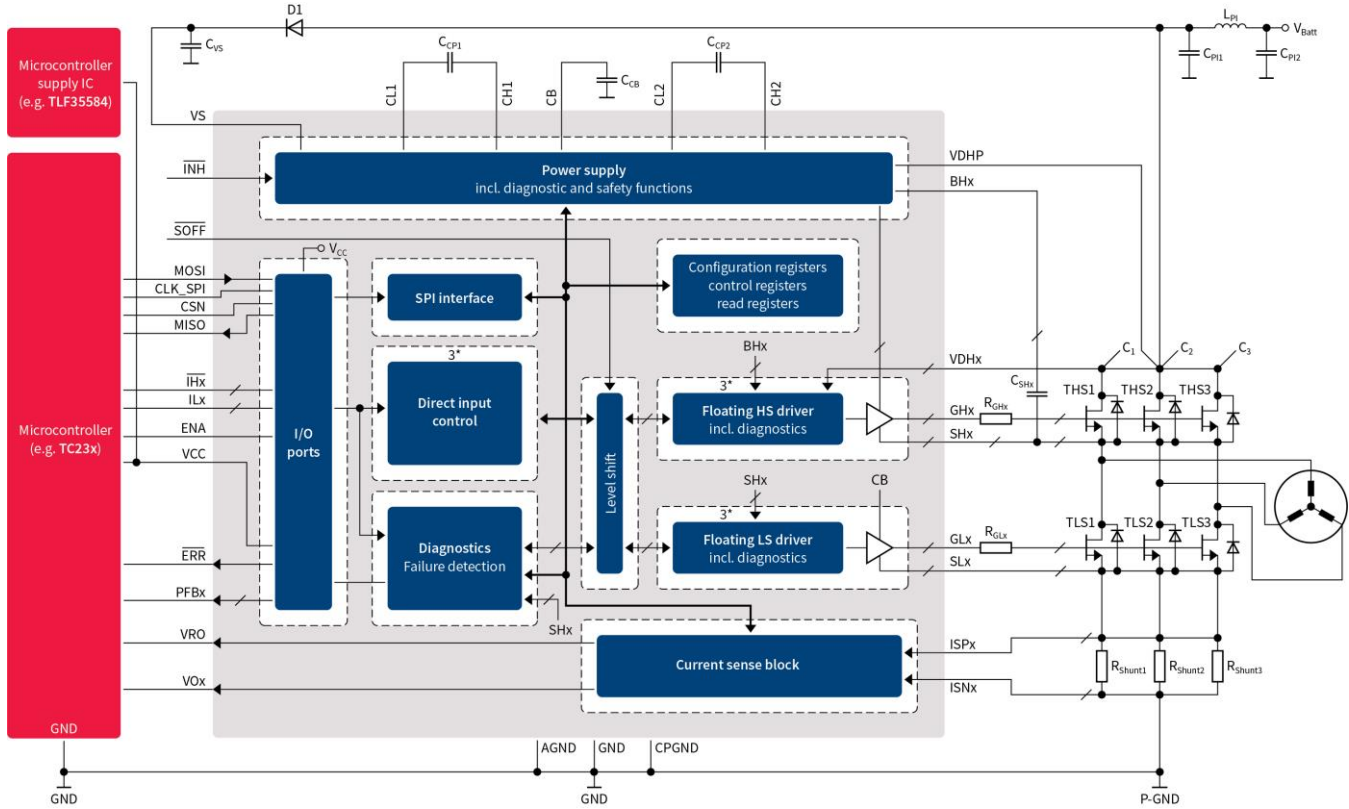 D1
L_PI
V_Batt
C_VS
C_CP1
C_CP2
C_PI1
C_PI2
Microcontroller
supply IC
(e.g. TLF35584)
C_CB
CL1
CH1
CB
CL2
CH2
VS
INH
Power supply
incl. diagnostic and safety functions
VDHP
BHx
SOFF
V_CC
MOSI
CLK_SPI
CSN
MISO
SPI interface
Configuration registers
control registers
read registers
3*
BHx
VDHx
C_1
C_2
C_3
IHx
ILx
ENA
VCC
Microcontroller
(e.g. TC23x)
I/O
ports
Direct input
control
Level shift
3*
Floating HS driver
incl. diagnostics
C_SHx
THS1
THS2
THS3
GHx
R_GHx
SHx
SHx
CB
3*
Diagnostics
Failure detection
Floating LS driver
incl. diagnostics
TLS1
TLS2
TLS3
GLx
R_GLx
SLx
ERR
PFBx
SHx
VRO
VOx
Current sense block
ISPx
ISNx
R_Shunt1
R_Shunt2
R_Shunt3
GND
AGND
GND
CPGND
GND
GND
P-GND